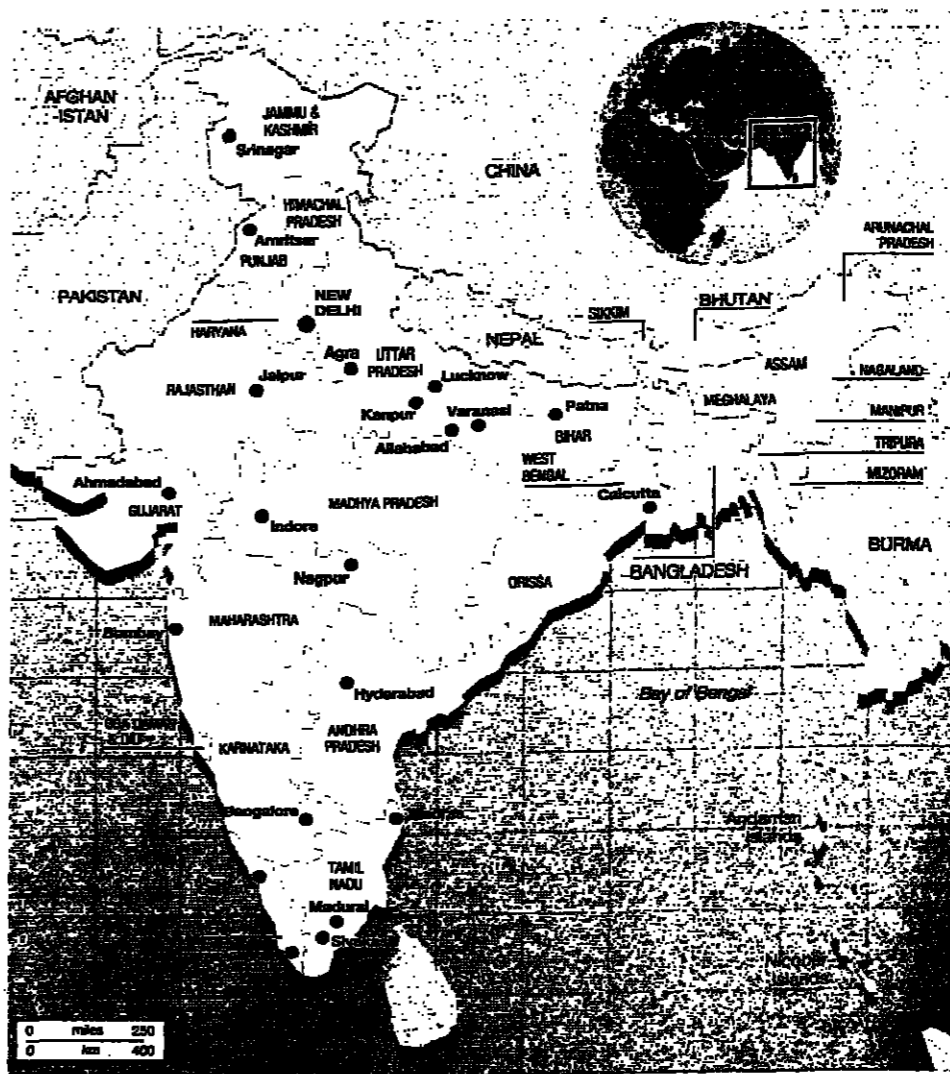 AFGHAN
-ISTAN
JAMMU &
KASHMIR
Srinagar
CHINA
HIMACHAL
PRADESH
Amritsar
PUNJAB
ARUNACHAL
PRADESH
PAKISTAN
NEW
DELHI
HARYANA
BHUTAN
SIKKIM
NEPAL
Agra
UTTAR
PRADESH
ASSAM
NAGALAND
RAJASTHAN
Jaipur
Lucknow
MEGHALAYA
Kanpur
Varanasi
Patna
MANIPUR
Allahabad
BIHAR
TRIPURA
WEST
BENGAL
MIZORAM
Ahmadabad
GUJARAT
MADHYA PRADESH
Calcutta
Indore
BURMA
Nagpur
ORISSA
BANGLADESH
MAHARASHTRA
Bombay
Hyderabad
Bay of Bengal
KARNATAKA
ANDHRA
PRADESH
Bangalore
Madras
Andaman
Islands
TAMIL
NADU
Madurai
Nicobar
Islands
0 miles 250
0 km 400